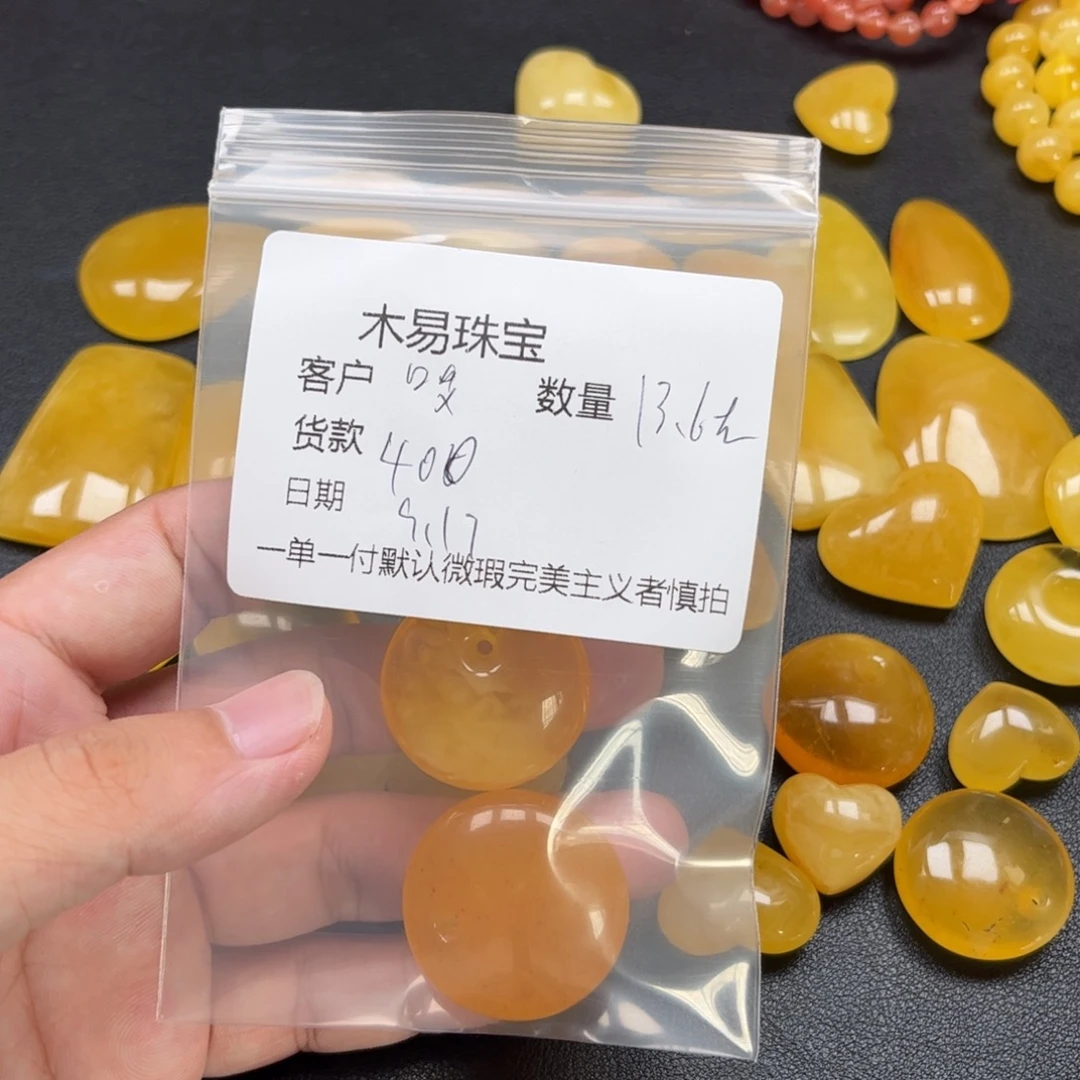 木易珠宝
客户 数量 13.6克
货款 400
日期 9.17
一单一付默认微瑕完美主义者慎拍